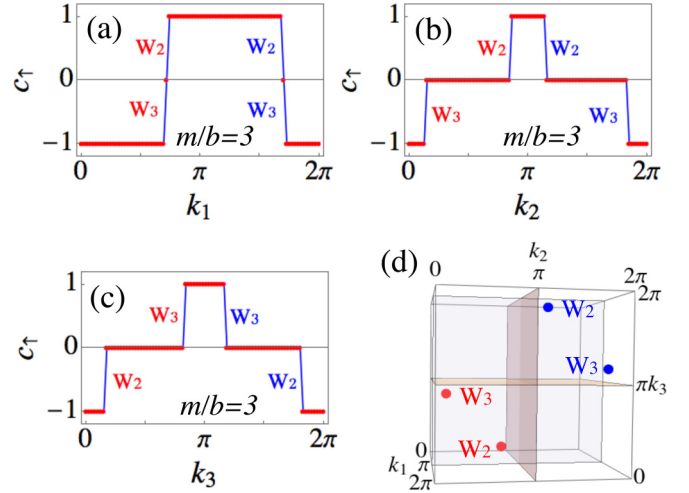 (a)
1
W₂ W₂
c↑ 0
W₃ W₃
−1
m/b=3
0 π 2π
k₁
(b)
1
W₂ W₂
c↑ 0
W₃ W₃
−1
m/b=3
0 π 2π
k₂
(c)
1
W₃ W₃
c↑ 0
W₂ W₂
−1
m/b=3
0 π 2π
k₃
(d)
k₂
0 π 2π
2π
W₂
W₃
πk₃
W₃
W₂
0
k₁ π
2π 0